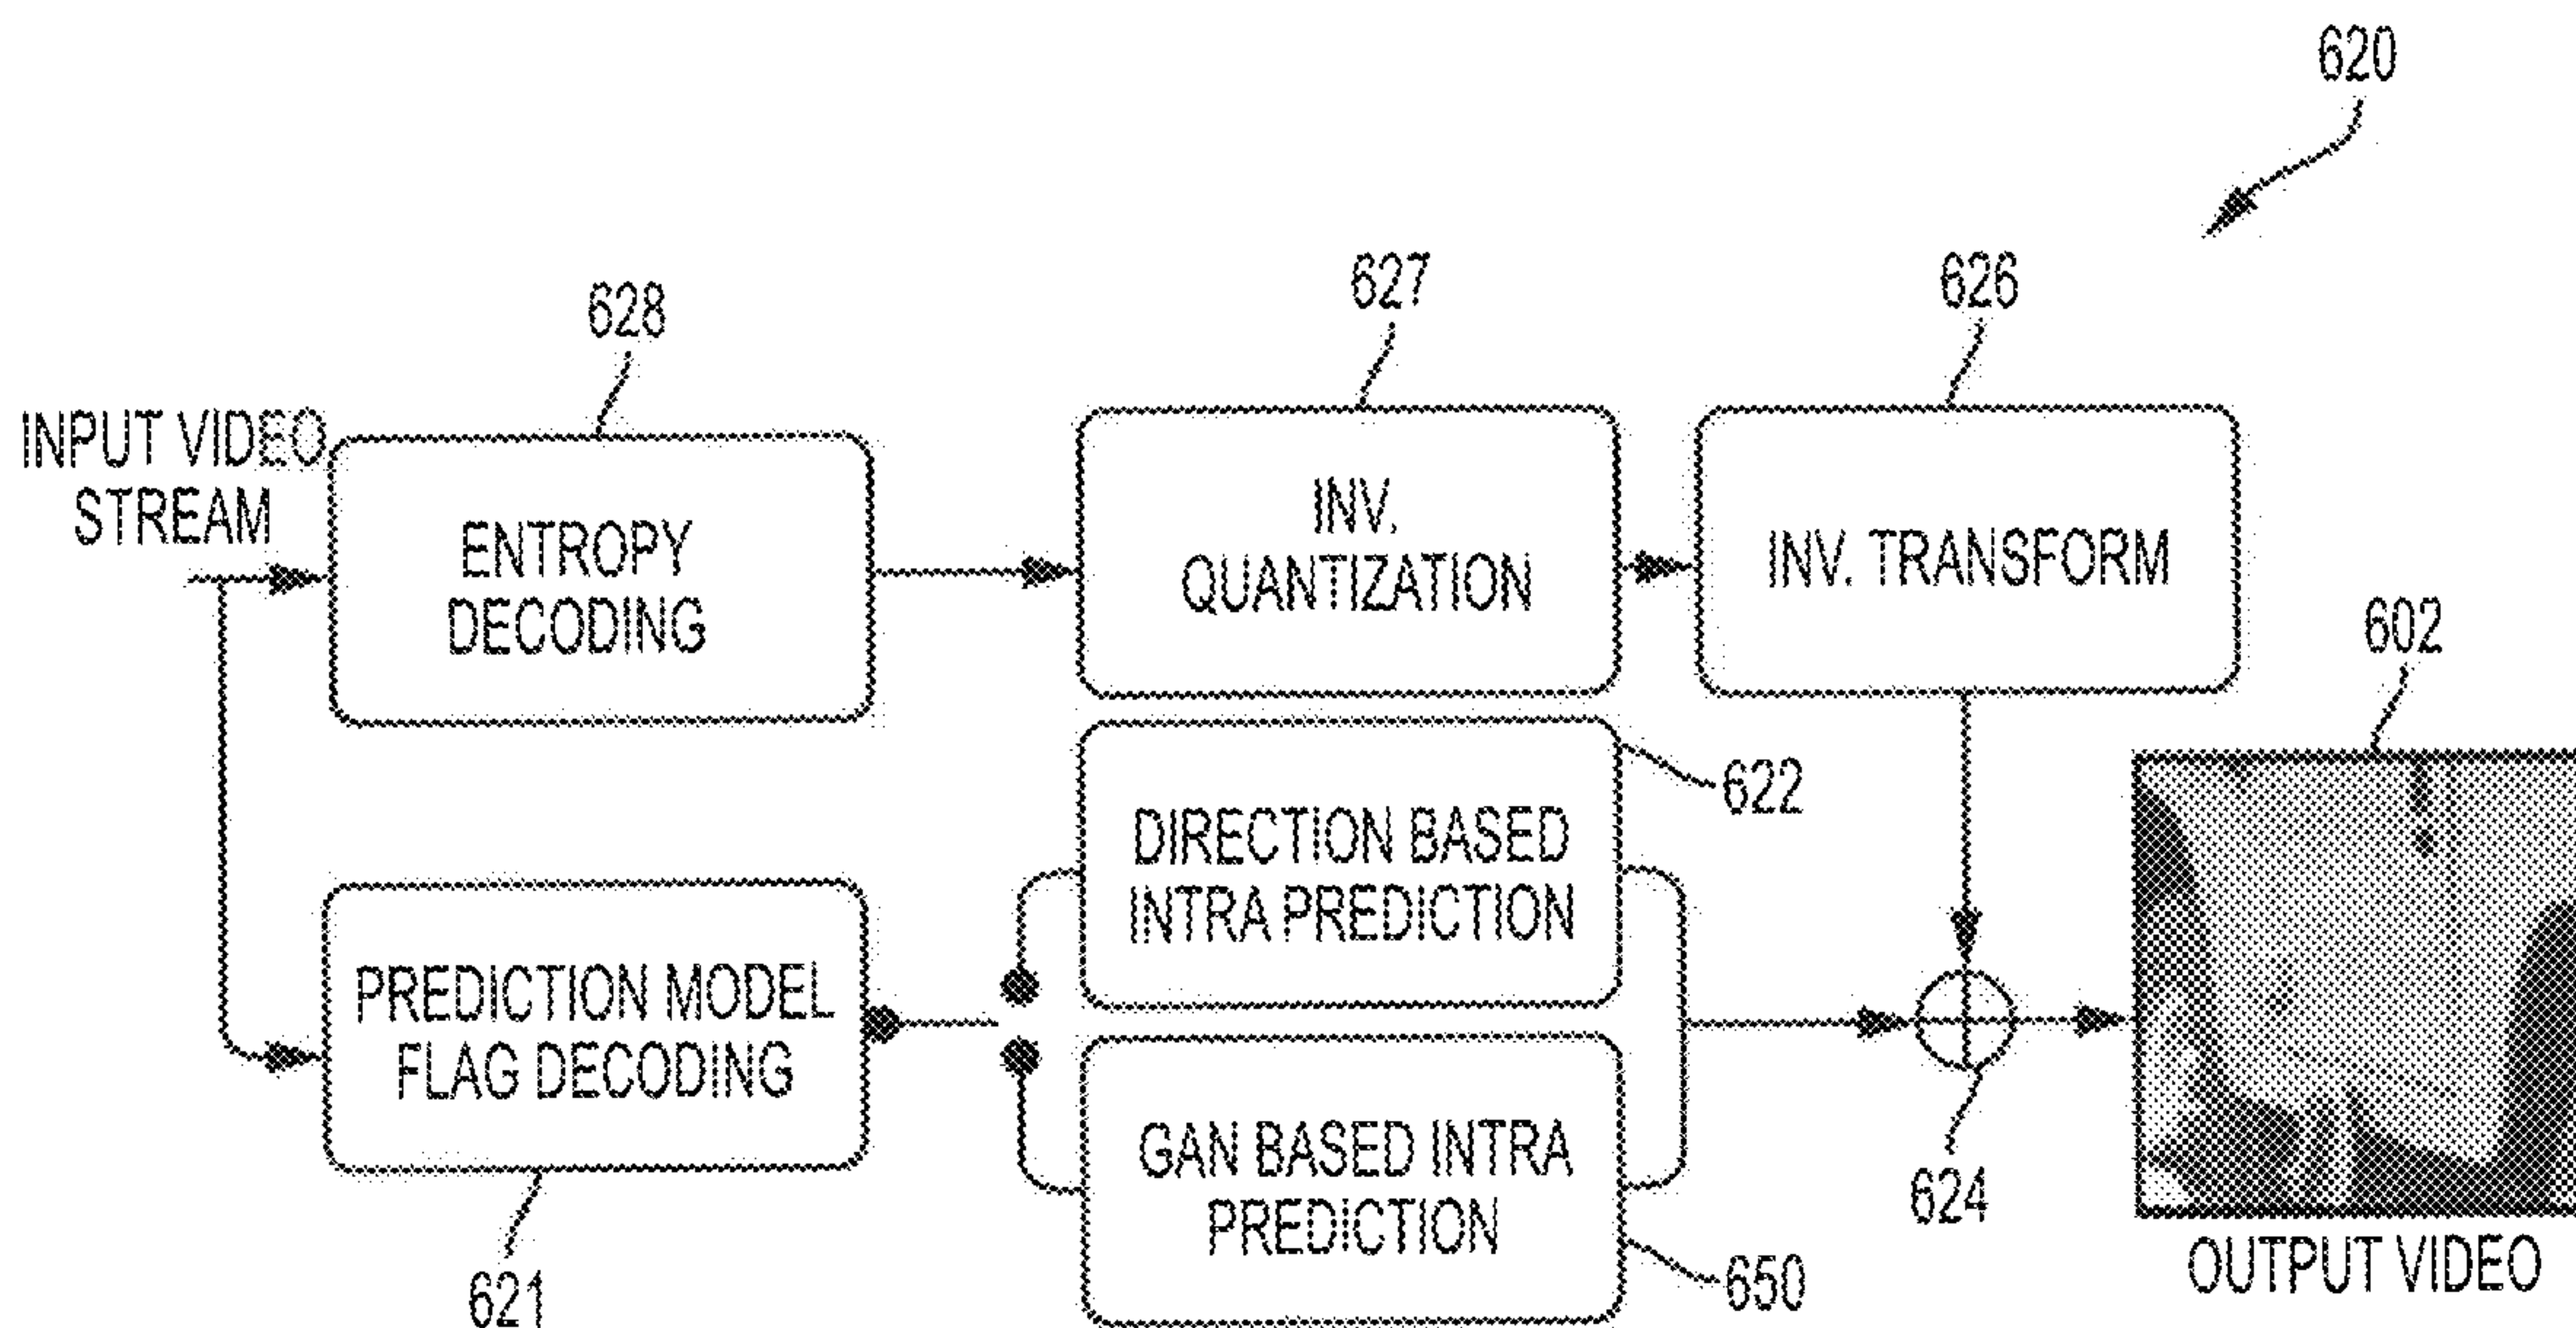 620
628
627
626
INPUT VIDEO
STREAM
ENTROPY
DECODING
INV.
QUANTIZATION
INV. TRANSFORM
602
622
DIRECTION BASED
INTRA PREDICTION
PREDICTION MODEL
FLAG DECODING
GAN BASED INTRA
PREDICTION
624
621
650
OUTPUT VIDEO